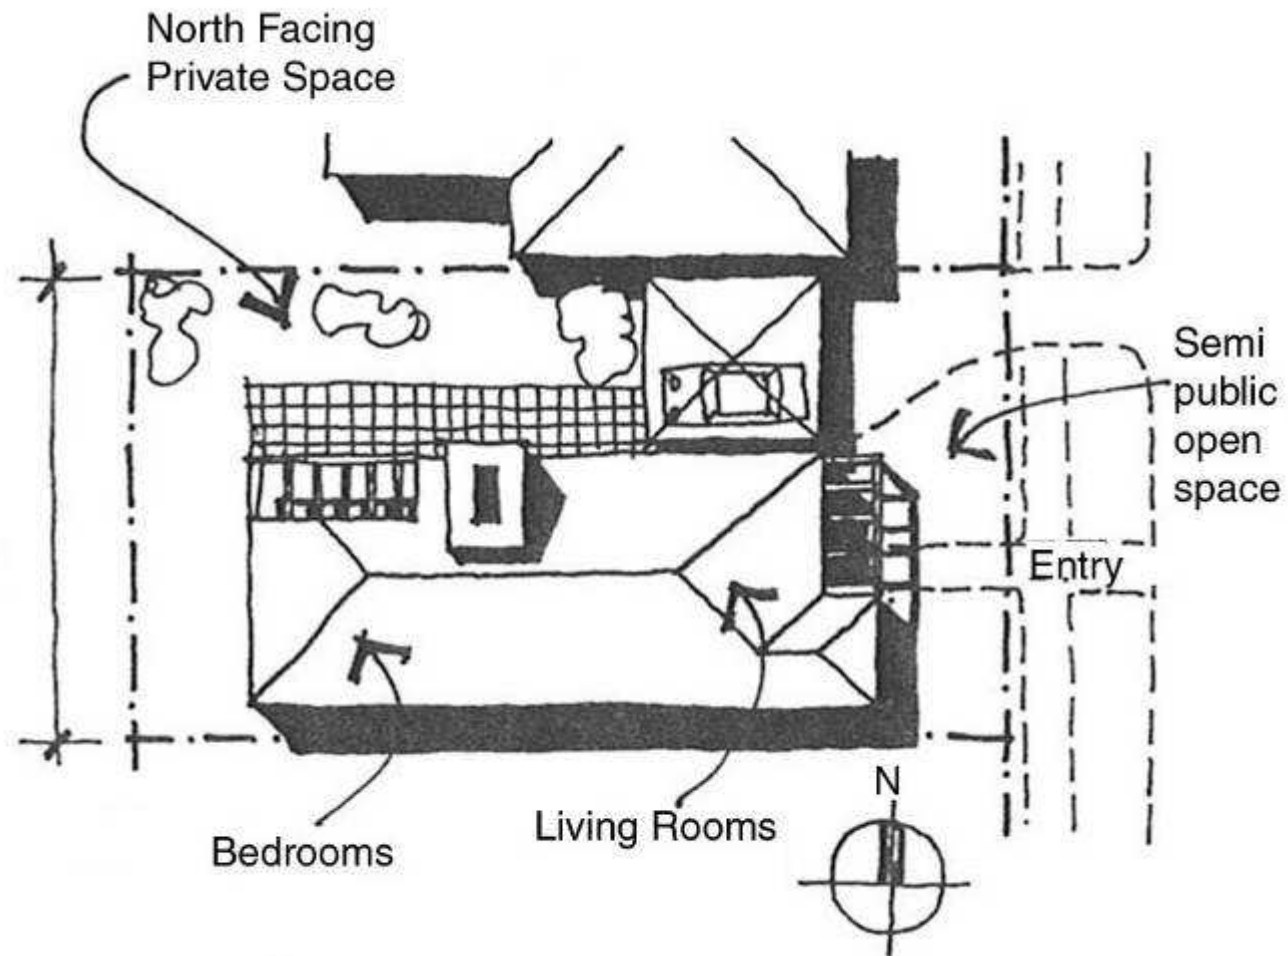 North Facing
Private Space
Semi
public
open
space
Entry
Living Rooms
Bedrooms
N